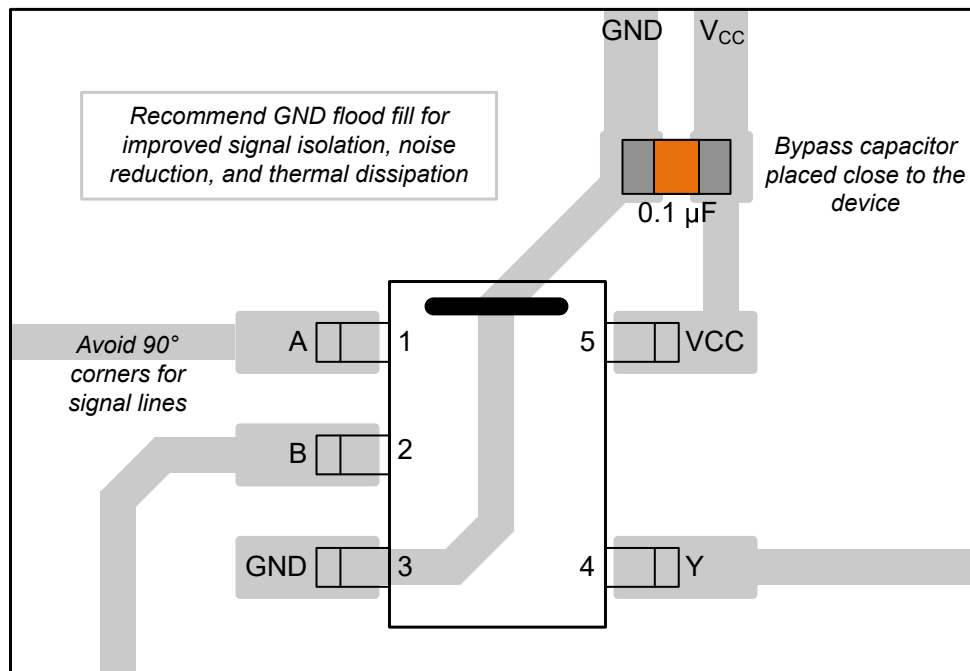 GND
V_CC
Recommend GND flood fill for
improved signal isolation, noise
reduction, and thermal dissipation
Bypass capacitor
placed close to the
device
0.1 µF
A
1
5
VCC
Avoid 90°
corners for
signal lines
B
2
GND
3
4
Y